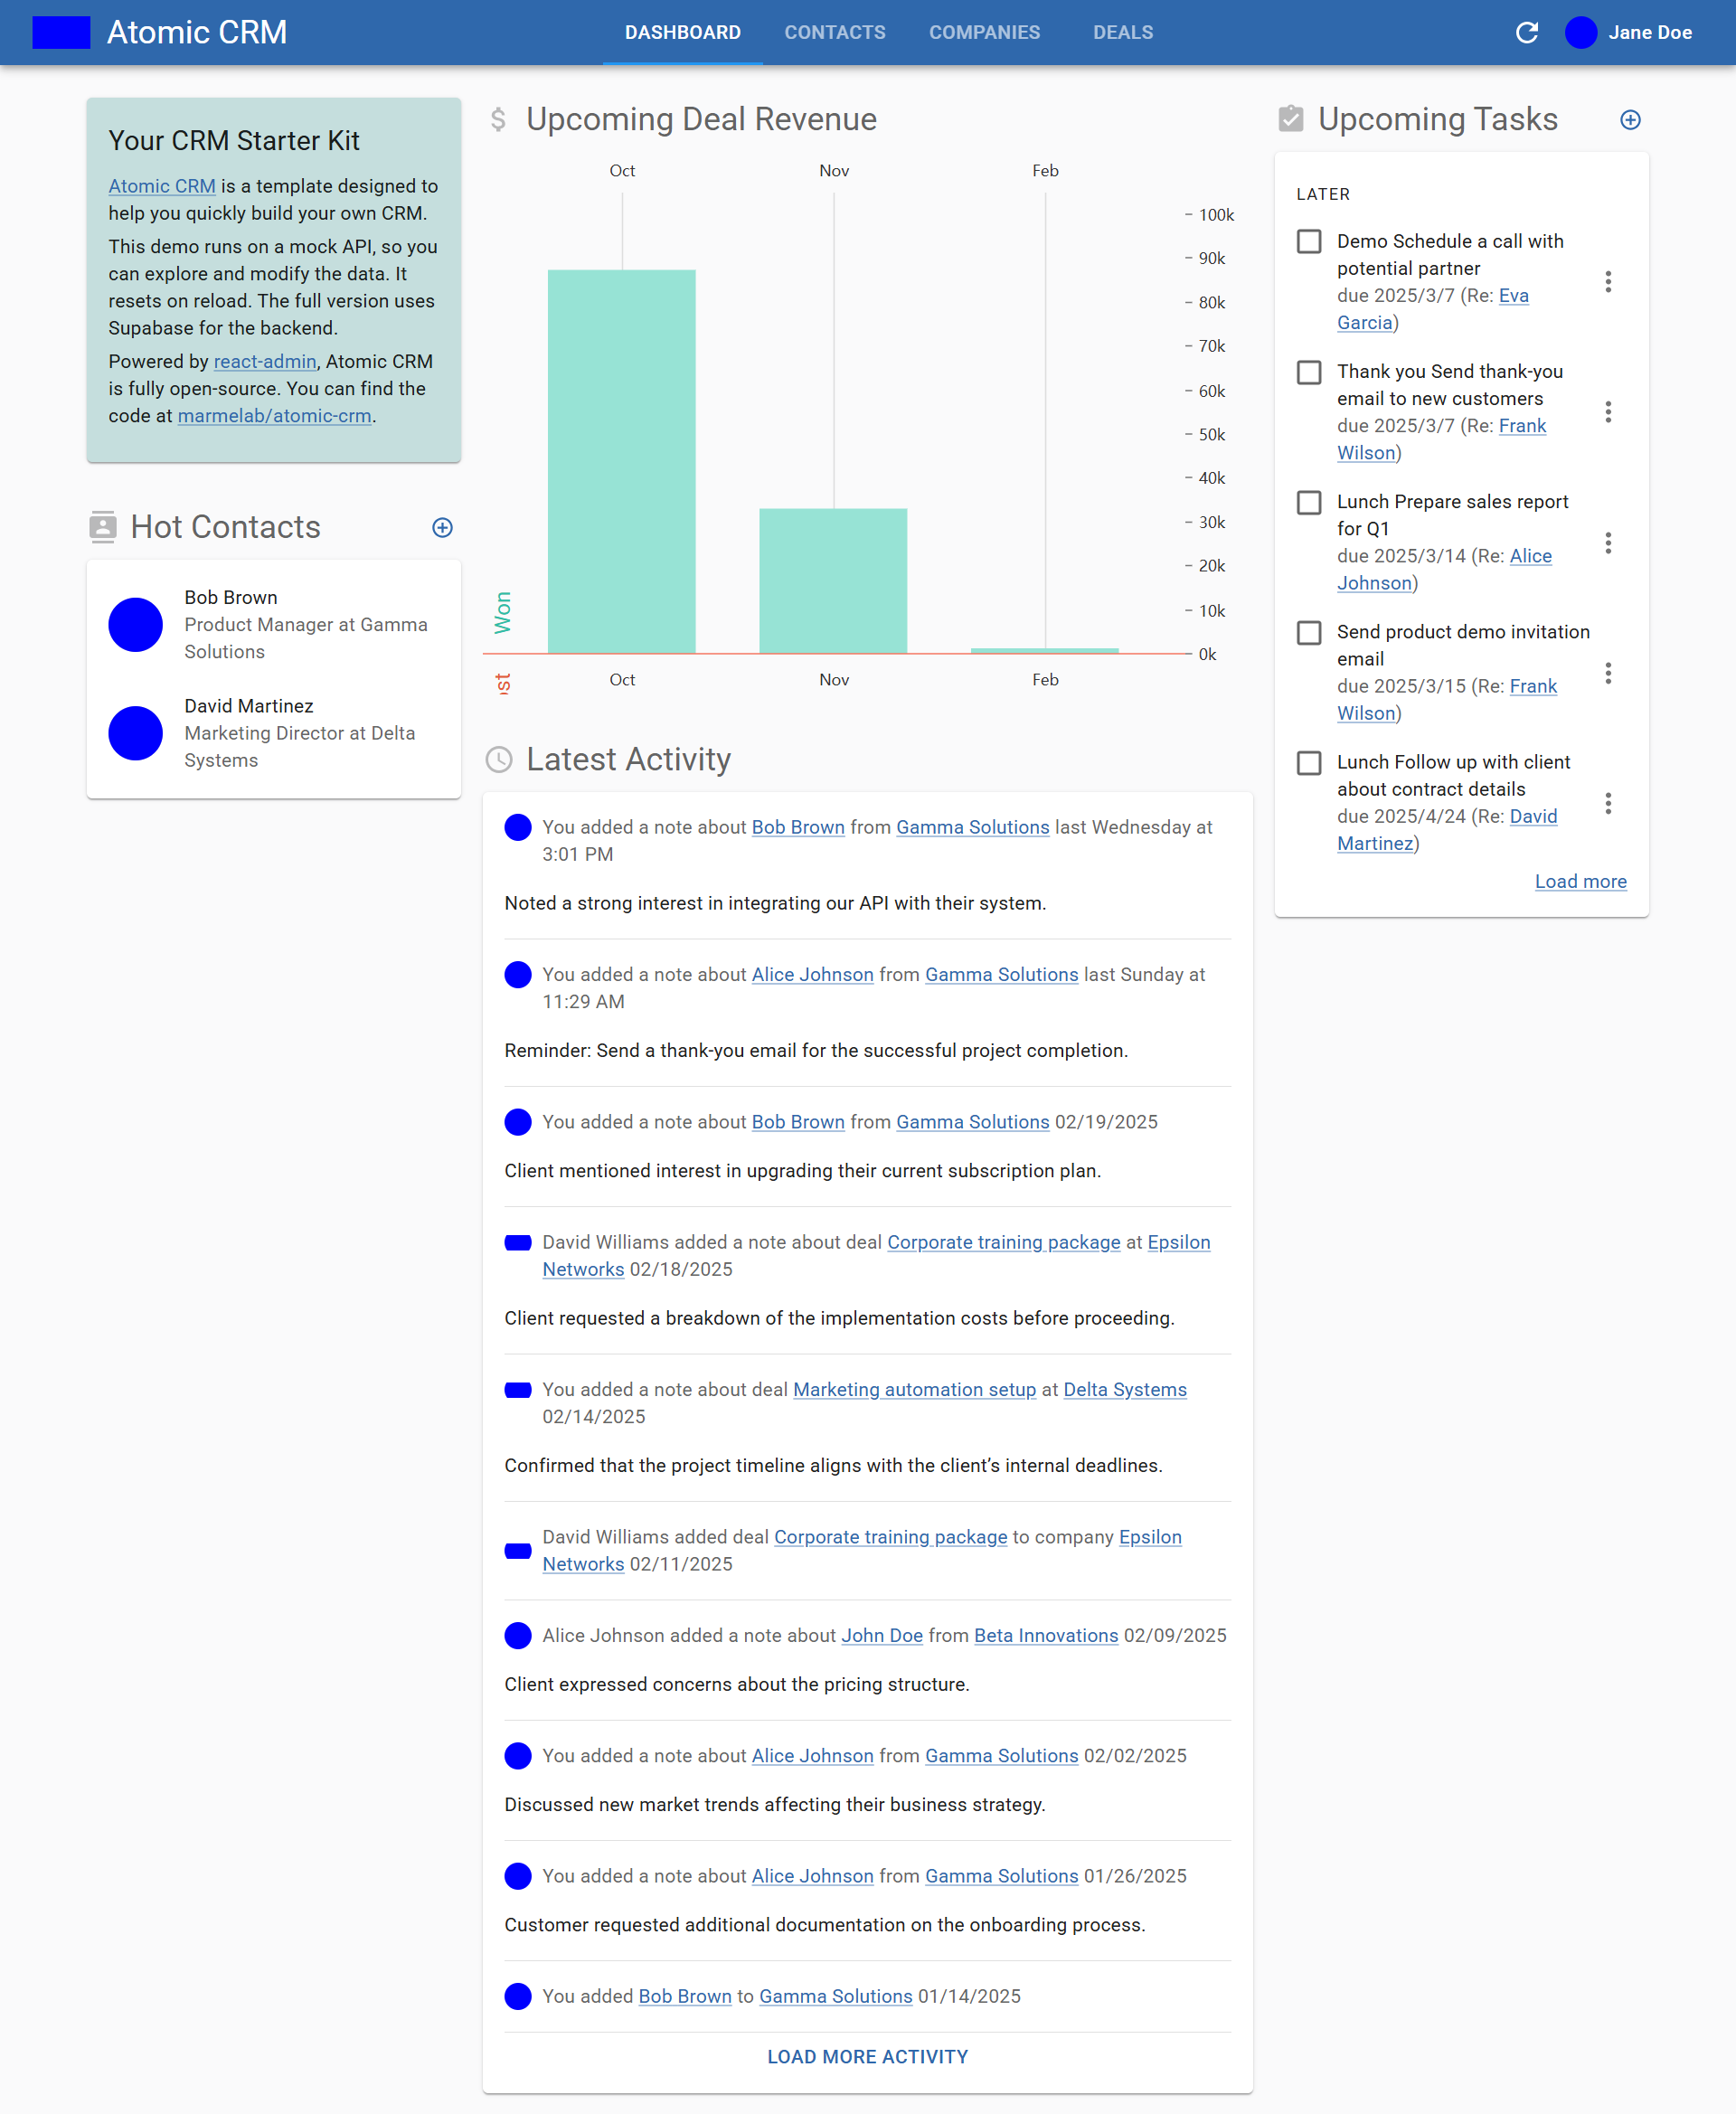 Atomic CRM
DASHBOARD
CONTACTS
COMPANIES
DEALS
Jane Doe
Your CRM Starter Kit
Atomic CRM is a template designed to
help you quickly build your own CRM.
This demo runs on a mock API, so you
can explore and modify the data. It
resets on reload. The full version uses
Supabase for the backend.
Powered by react-admin, Atomic CRM
is fully open-source. You can find the
code at marmelab/atomic-crm.
Hot Contacts
Bob Brown
Product Manager at Gamma
Solutions
David Martinez
Marketing Director at Delta
Systems
Upcoming Deal Revenue
Oct
Nov
Feb
100k
90k
80k
70k
60k
50k
40k
30k
20k
10k
0k
Won
Oct
Nov
Feb
Latest Activity
You added a note about Bob Brown from Gamma Solutions last Wednesday at
3:01 PM
Noted a strong interest in integrating our API with their system.
You added a note about Alice Johnson from Gamma Solutions last Sunday at
11:29 AM
Reminder: Send a thank-you email for the successful project completion.
You added a note about Bob Brown from Gamma Solutions 02/19/2025
Client mentioned interest in upgrading their current subscription plan.
David Williams added a note about deal Corporate training package at Epsilon
Networks 02/18/2025
Client requested a breakdown of the implementation costs before proceeding.
You added a note about deal Marketing automation setup at Delta Systems
02/14/2025
Confirmed that the project timeline aligns with the client’s internal deadlines.
David Williams added deal Corporate training package to company Epsilon
Networks 02/11/2025
Alice Johnson added a note about John Doe from Beta Innovations 02/09/2025
Client expressed concerns about the pricing structure.
You added a note about Alice Johnson from Gamma Solutions 02/02/2025
Discussed new market trends affecting their business strategy.
You added a note about Alice Johnson from Gamma Solutions 01/26/2025
Customer requested additional documentation on the onboarding process.
You added Bob Brown to Gamma Solutions 01/14/2025
LOAD MORE ACTIVITY
Upcoming Tasks
LATER
Demo Schedule a call with
potential partner
due 2025/3/7 (Re: Eva
Garcia)
Thank you Send thank-you
email to new customers
due 2025/3/7 (Re: Frank
Wilson)
Lunch Prepare sales report
for Q1
due 2025/3/14 (Re: Alice
Johnson)
Send product demo invitation
email
due 2025/3/15 (Re: Frank
Wilson)
Lunch Follow up with client
about contract details
due 2025/4/24 (Re: David
Martinez)
Load more